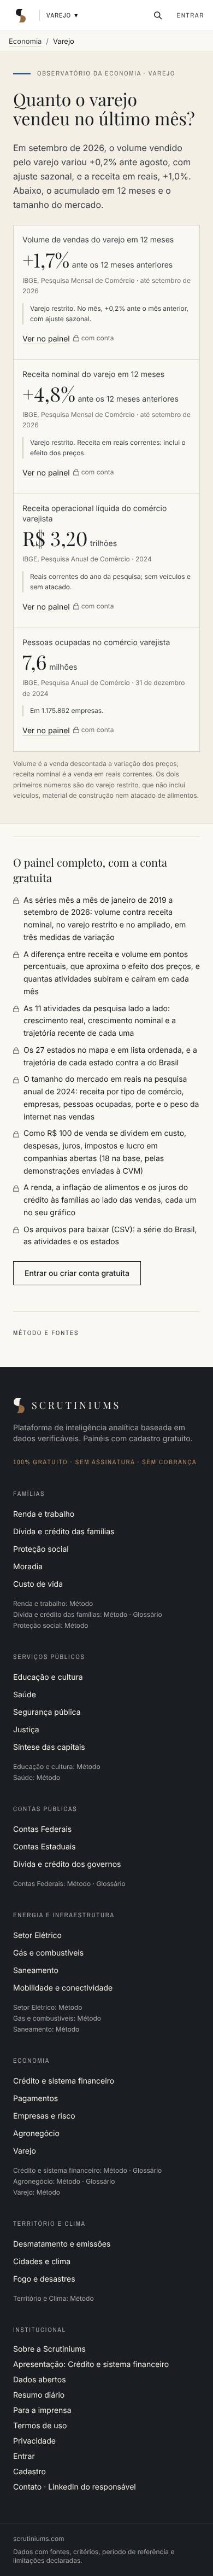 VAREJO ▾
ENTRAR
Economia / Varejo
OBSERVATÓRIO DA ECONOMIA · VAREJO
Quanto o varejo
vendeu no último mês?
Em setembro de 2026, o volume vendido
pelo varejo variou +0,2% ante agosto, com
ajuste sazonal, e a receita em reais, +1,0%.
Abaixo, o acumulado em 12 meses e o
tamanho do mercado.
Volume de vendas do varejo em 12 meses
+1,7% ante os 12 meses anteriores
IBGE, Pesquisa Mensal de Comércio · até setembro de
2026
Varejo restrito. No mês, +0,2% ante o mês anterior,
com ajuste sazonal.
Ver no painel com conta
Receita nominal do varejo em 12 meses
+4,8% ante os 12 meses anteriores
IBGE, Pesquisa Mensal de Comércio · até setembro de
2026
Varejo restrito. Receita em reais correntes: inclui o
efeito dos preços.
Ver no painel com conta
Receita operacional líquida do comércio
varejista
R$ 3,20 trilhões
IBGE, Pesquisa Anual de Comércio · 2024
Reais correntes do ano da pesquisa; sem veículos e
sem atacado.
Ver no painel com conta
Pessoas ocupadas no comércio varejista
7,6 milhões
IBGE, Pesquisa Anual de Comércio · 31 de dezembro
de 2024
Em 1.175.862 empresas.
Ver no painel com conta
Volume é a venda descontada a variação dos preços;
receita nominal é a venda em reais correntes. Os dois
primeiros números são do varejo restrito, que não inclui
veículos, material de construção nem atacado de alimentos.
O painel completo, com a conta
gratuita
As séries mês a mês de janeiro de 2019 a
setembro de 2026: volume contra receita
nominal, no varejo restrito e no ampliado, em
três medidas de variação
A diferença entre receita e volume em pontos
percentuais, que aproxima o efeito dos preços, e
quantas atividades subiram e caíram em cada
mês
As 11 atividades da pesquisa lado a lado:
crescimento real, crescimento nominal e a
trajetória recente de cada uma
Os 27 estados no mapa e em lista ordenada, e a
trajetória de cada estado contra a do Brasil
O tamanho do mercado em reais na pesquisa
anual de 2024: receita por tipo de comércio,
empresas, pessoas ocupadas, porte e o peso da
internet nas vendas
Como R$ 100 de venda se dividem em custo,
despesas, juros, impostos e lucro em
companhias abertas (18 na base, pelas
demonstrações enviadas à CVM)
A renda, a inflação de alimentos e os juros do
crédito às famílias ao lado das vendas, cada um
no seu gráfico
Os arquivos para baixar (CSV): a série do Brasil,
as atividades e os estados
Entrar ou criar conta gratuita
MÉTODO E FONTES
SCRUTINIUMS
Plataforma de inteligência analítica baseada em
dados verificáveis. Painéis com cadastro gratuito.
100% GRATUITO · SEM ASSINATURA · SEM COBRANÇA
FAMÍLIAS
Renda e trabalho
Dívida e crédito das famílias
Proteção social
Moradia
Custo de vida
Renda e trabalho: Método
Dívida e crédito das famílias: Método · Glossário
Proteção social: Método
SERVIÇOS PÚBLICOS
Educação e cultura
Saúde
Segurança pública
Justiça
Síntese das capitais
Educação e cultura: Método
Saúde: Método
CONTAS PÚBLICAS
Contas Federais
Contas Estaduais
Dívida e crédito dos governos
Contas Federais: Método · Glossário
ENERGIA E INFRAESTRUTURA
Setor Elétrico
Gás e combustíveis
Saneamento
Mobilidade e conectividade
Setor Elétrico: Método
Gás e combustíveis: Método
Saneamento: Método
ECONOMIA
Crédito e sistema financeiro
Pagamentos
Empresas e risco
Agronegócio
Varejo
Crédito e sistema financeiro: Método · Glossário
Agronegócio: Método · Glossário
Varejo: Método
TERRITÓRIO E CLIMA
Desmatamento e emissões
Cidades e clima
Fogo e desastres
Território e Clima: Método
INSTITUCIONAL
Sobre a Scrutiniums
Apresentação: Crédito e sistema financeiro
Dados abertos
Resumo diário
Para a imprensa
Termos de uso
Privacidade
Entrar
Cadastro
Contato · LinkedIn do responsável
scrutiniums.com
Dados com fontes, critérios, período de referência e
limitações declaradas.